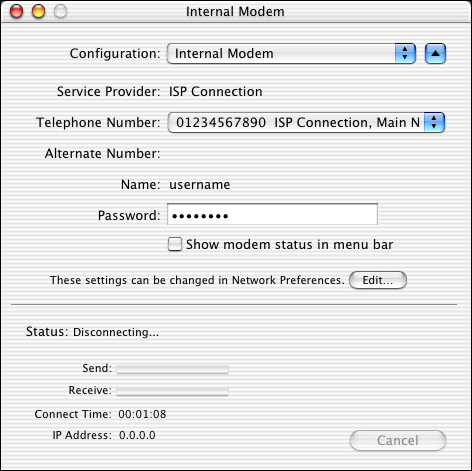 Internal Modem
Configuration: Internal Modem
Service Provider: ISP Connection
Telephone Number: 01234567890 ISP Connection, Main N
Alternate Number:
Name: username
Password: ••••••••
Show modem status in menu bar
These settings can be changed in Network Preferences. Edit...
Status: Disconnecting...
Send:
Receive:
Connect Time: 00:01:08
IP Address: 0.0.0.0
Cancel